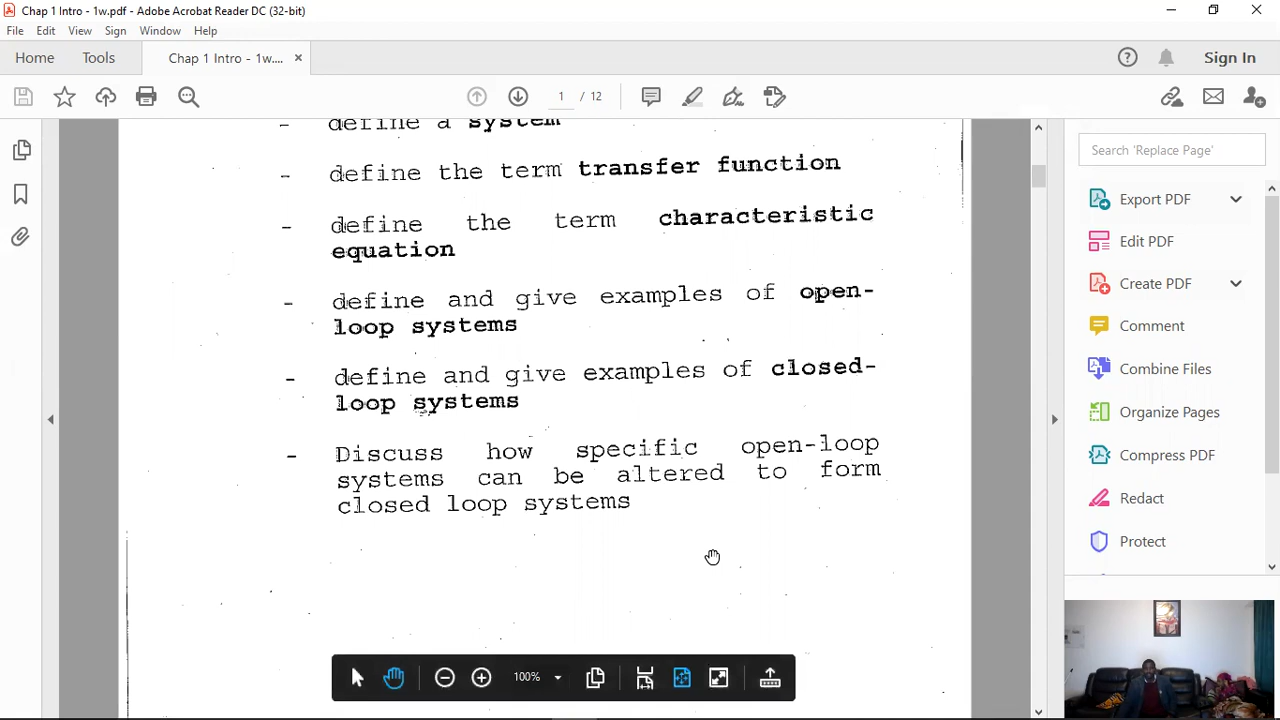 Chap 1 Intro - 1w.pdf - Adobe Acrobat Reader DC (32-bit)
File Edit View Sign Window Help
Home Tools Chap 1 Intro - 1w.... × Sign In
1 / 12
- define a system
- define the term transfer function
- define the term characteristic
equation
- define and give examples of open-
loop systems
- define and give examples of closed-
loop systems
- Discuss how specific open-loop
systems can be altered to form
closed loop systems
100%
Search 'Replace Page'
Export PDF
Edit PDF
Create PDF
Comment
Combine Files
Organize Pages
Compress PDF
Redact
Protect